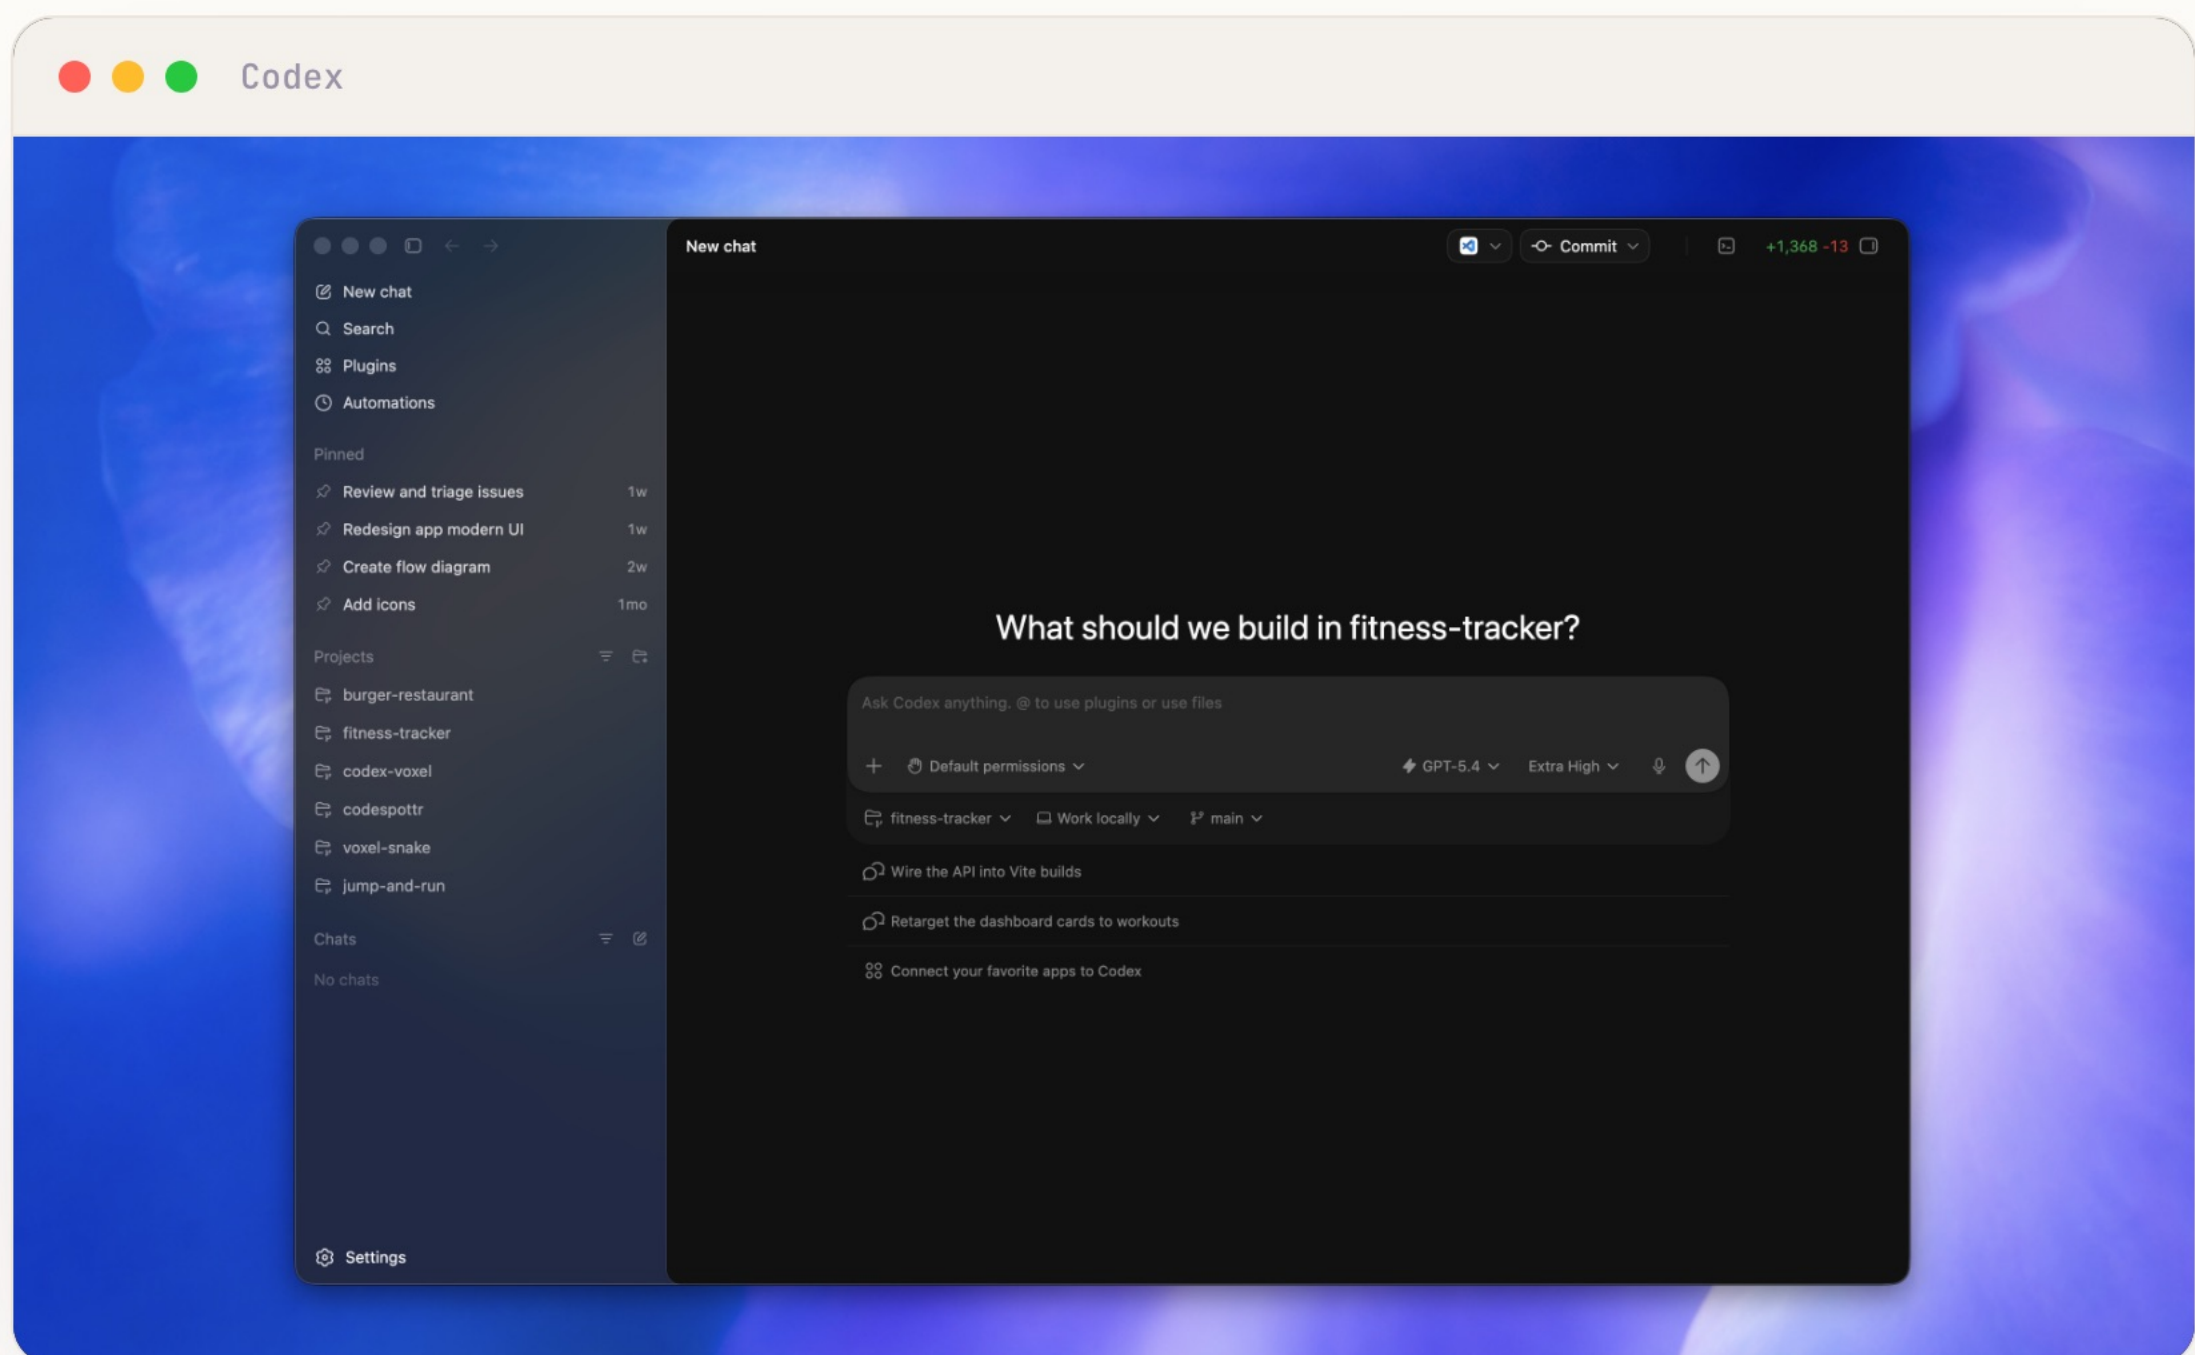 Codex
New chat
Search
Plugins
Automations
Pinned
Review and triage issues 1w
Redesign app modern UI 1w
Create flow diagram 2w
Add icons 1mo
Projects
burger-restaurant
fitness-tracker
codex-voxel
codespottr
voxel-snake
jump-and-run
Chats
No chats
Settings
New chat Commit +1,368 -13
What should we build in fitness-tracker?
Ask Codex anything. @ to use plugins or use files
Default permissions GPT-5.4 Extra High
fitness-tracker Work locally main
Wire the API into Vite builds
Retarget the dashboard cards to workouts
Connect your favorite apps to Codex